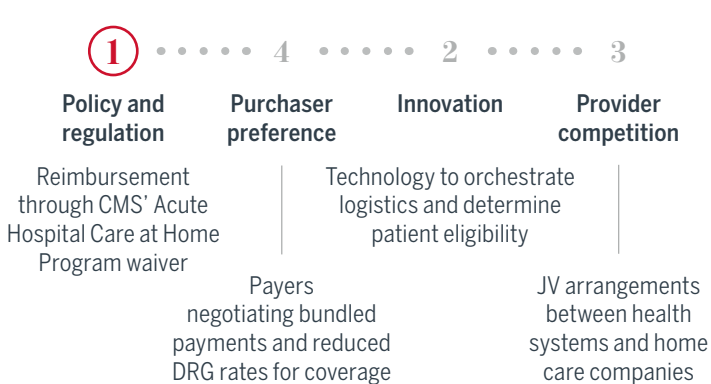 1 4 2 3
Policy and
regulation
Purchaser
preference
Innovation
Provider
competition
Reimbursement
through CMS' Acute
Hospital Care at Home
Program waiver
Payers
negotiating bundled
payments and reduced
DRG rates for coverage
Technology to orchestrate
logistics and determine
patient eligibility
JV arrangements
between health
systems and home
care companies